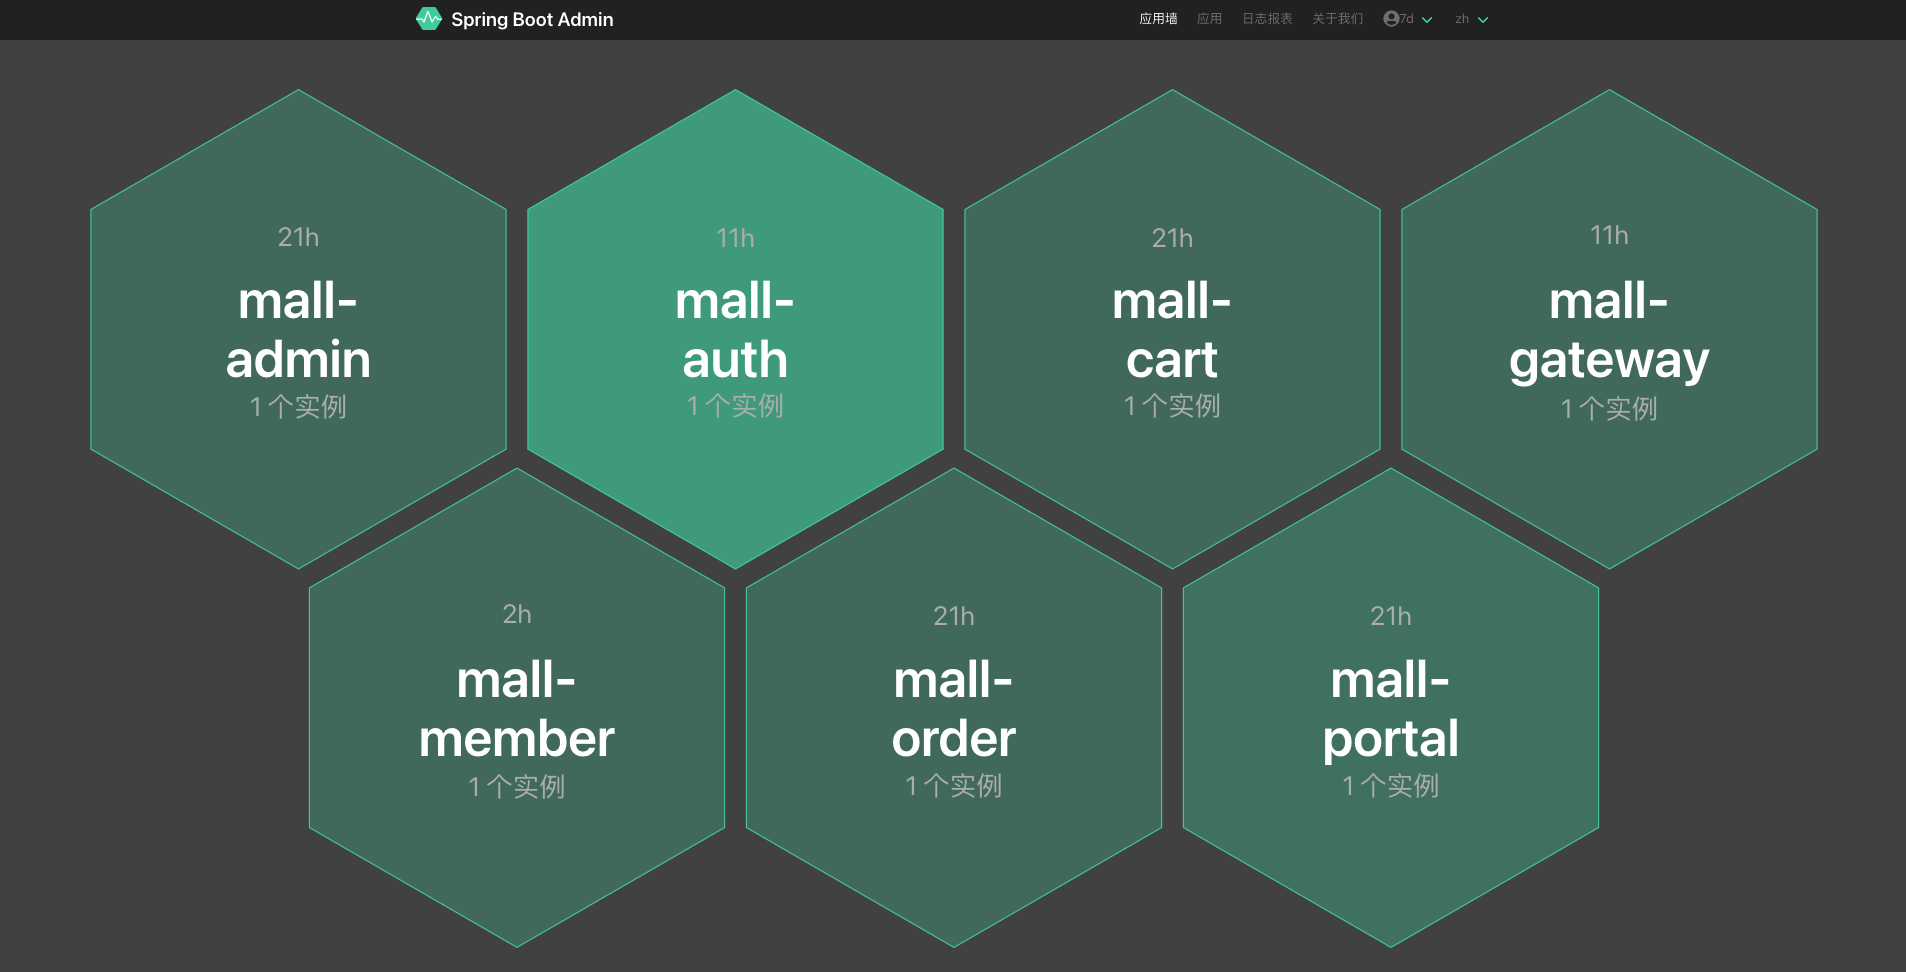 Spring Boot Admin
应用墙 应用 日志报表 关于我们 7d zh
21h
mall-
admin
1 个实例
11h
mall-
auth
1 个实例
21h
mall-
cart
1 个实例
11h
mall-
gateway
1 个实例
2h
mall-
member
1 个实例
21h
mall-
order
1 个实例
21h
mall-
portal
1 个实例